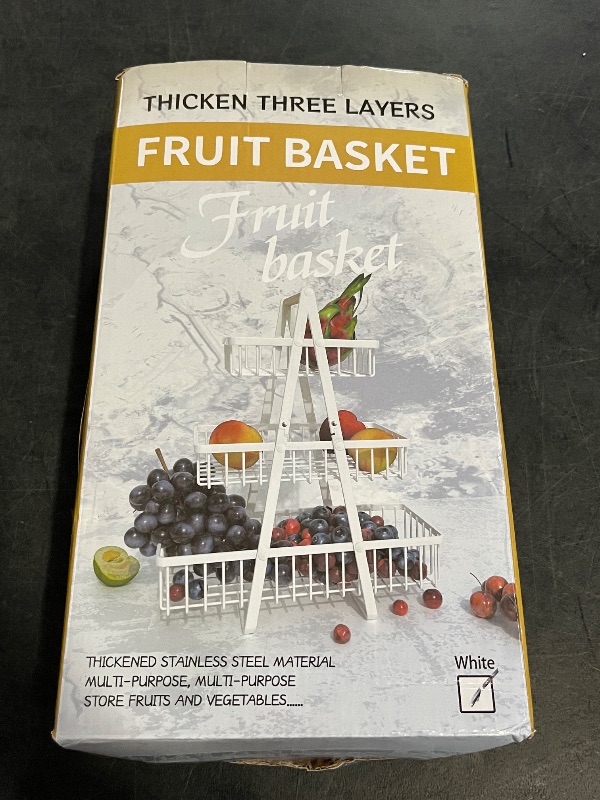 THICKEN THREE LAYERS
FRUIT BASKET
Fruit
basket
THICKENED STAINLESS STEEL MATERIAL
MULTI-PURPOSE, MULTI-PURPOSE
STORE FRUITS AND VEGETABLES......
White